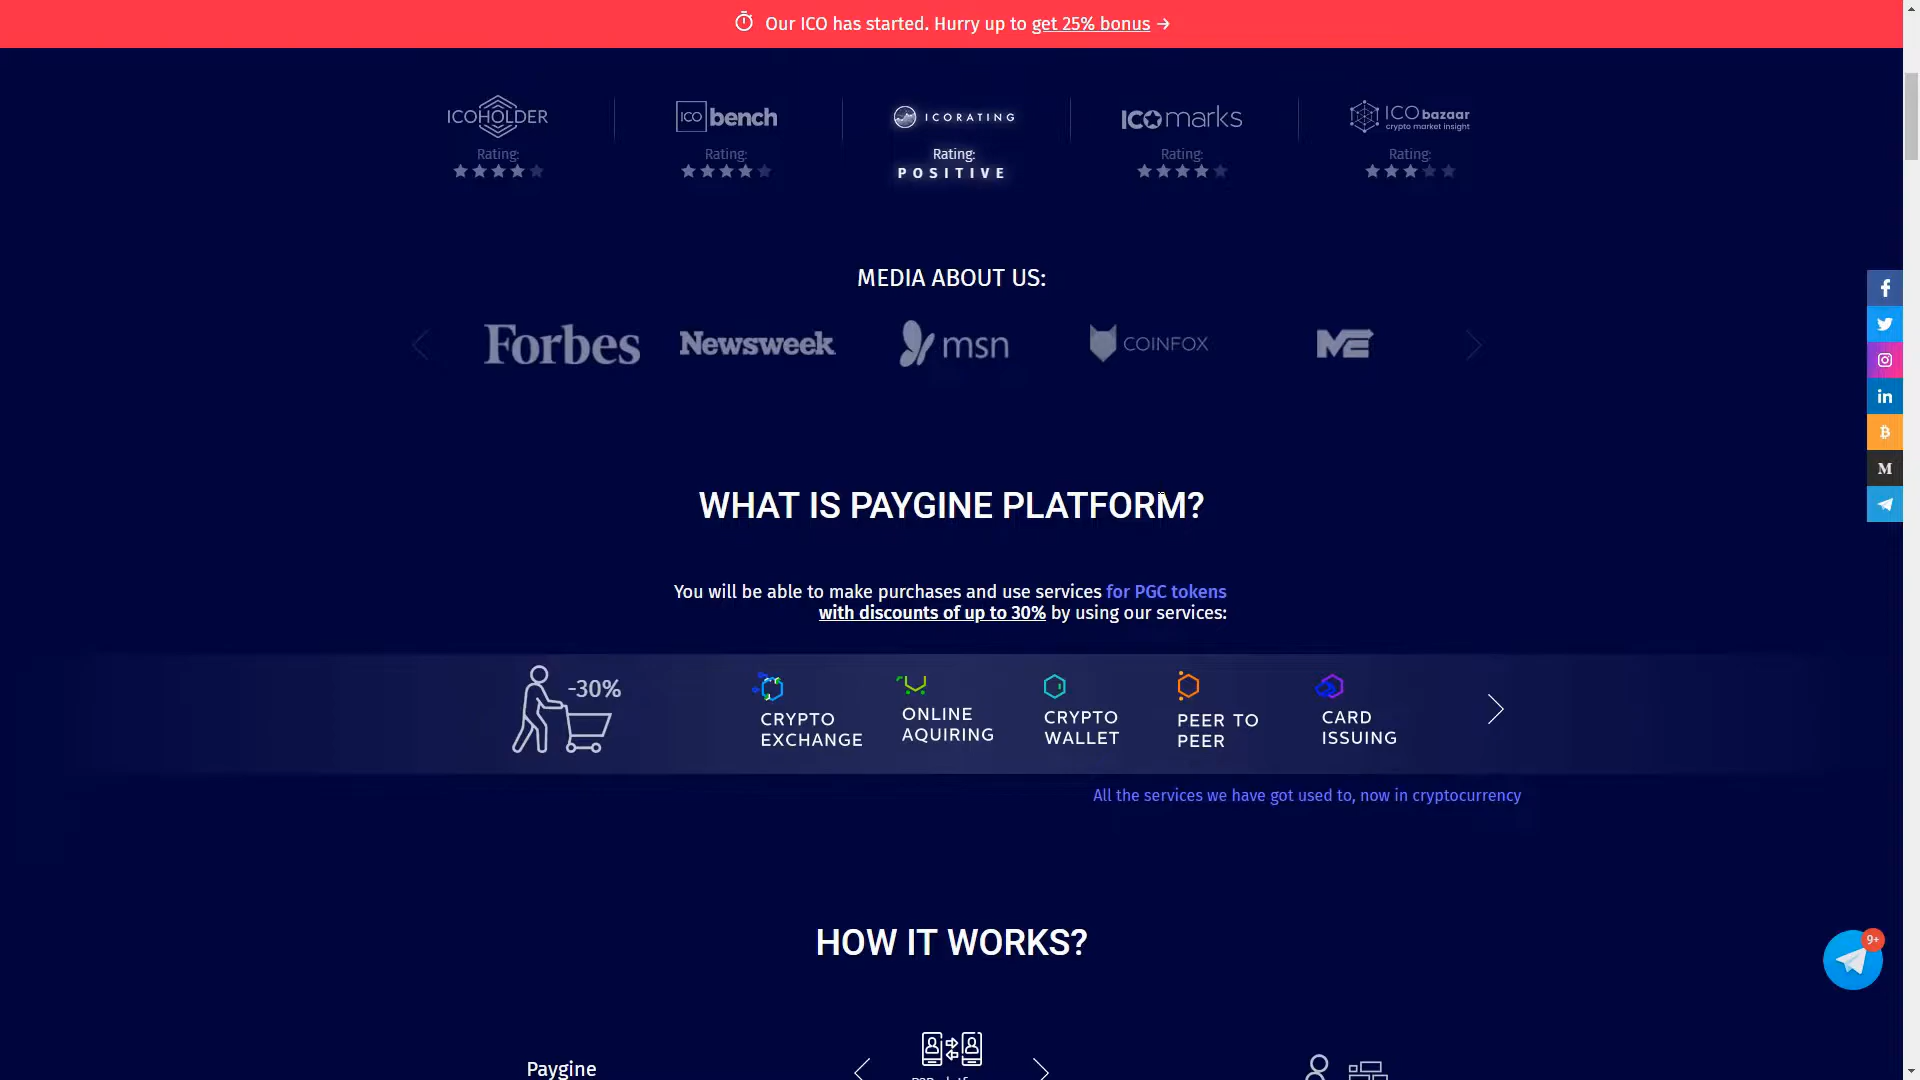 Our ICO has started. Hurry up to get 25% bonus →
ICOHOLDER
ICO bench
ICORATING
ICOmarks
ICO bazaar
crypto market insight
Rating:
Rating:
Rating:
Rating:
Rating:
POSITIVE
MEDIA ABOUT US:
Forbes
Newsweek
msn
COINFOX
ME
WHAT IS PAYGINE PLATFORM?
You will be able to make purchases and use services for PGC tokens
with discounts of up to 30% by using our services:
-30%
CRYPTO
EXCHANGE
ONLINE
AQUIRING
CRYPTO
WALLET
PEER TO
PEER
CARD
ISSUING
All the services we have got used to, now in cryptocurrency
HOW IT WORKS?
9+
Paygine